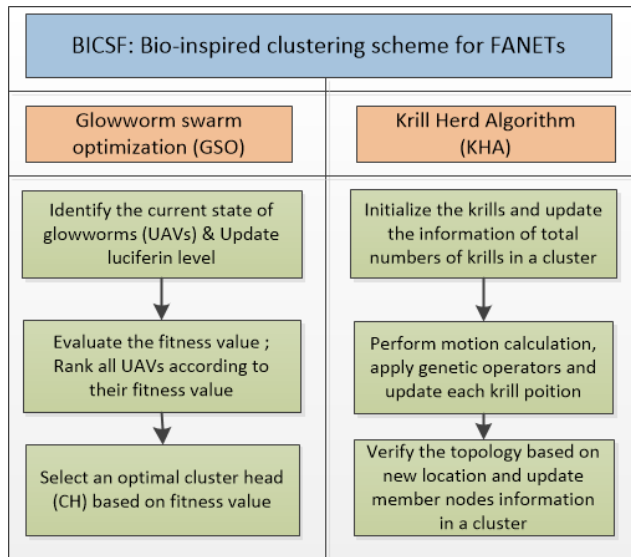 BICSF: Bio-inspired clustering scheme for FANETs
Glowworm swarm
optimization (GSO)
Identify the current state of
glowworms (UAVs) & Update
luciferin level
Evaluate the fitness value ;
Rank all UAVs according to
their fitness value
Select an optimal cluster head
(CH) based on fitness value
Krill Herd Algorithm
(KHA)
Initialize the krills and update
the information of total
numbers of krills in a cluster
Perform motion calculation,
apply genetic operators and
update each krill poition
Verify the topology based on
new location and update
member nodes information
in a cluster